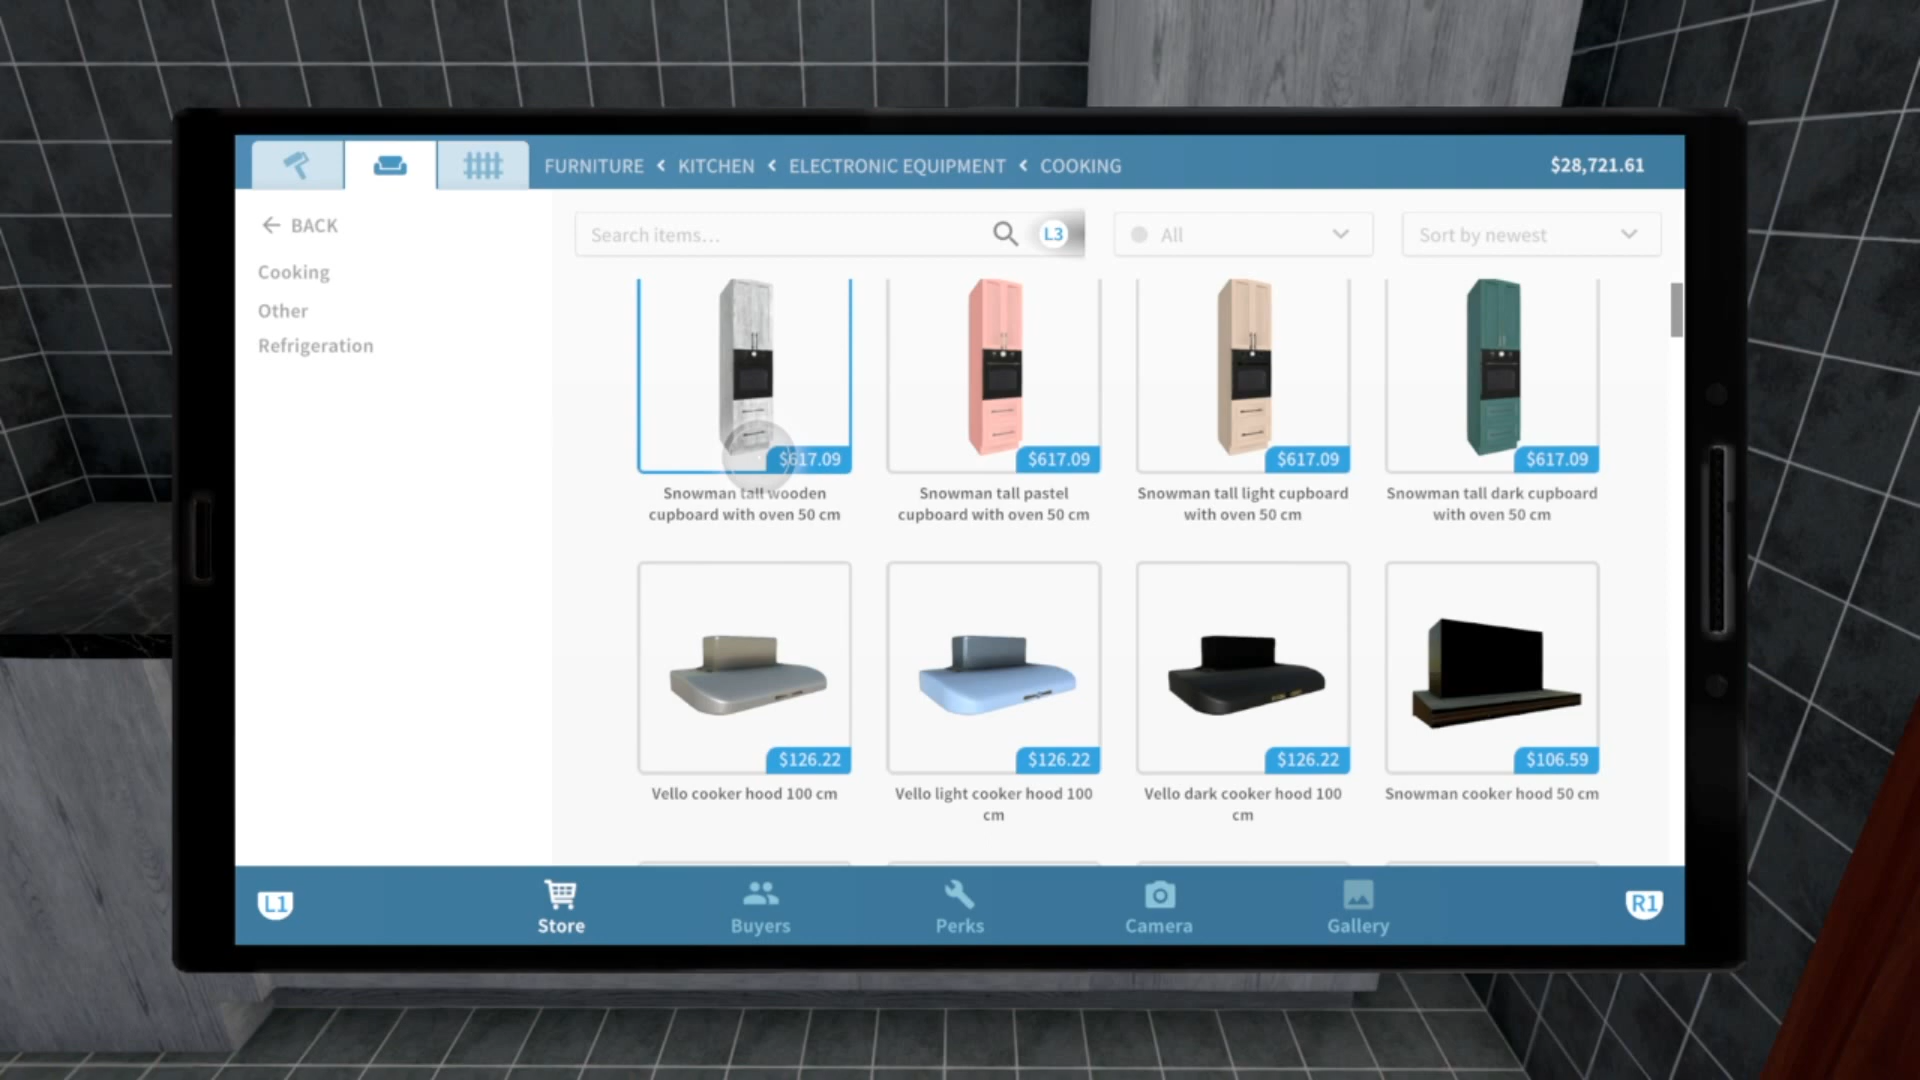 FURNITURE < KITCHEN < ELECTRONIC EQUIPMENT < COOKING
$28,721.61
BACK
Cooking
Other
Refrigeration
Search items...
L3
All
Sort by newest
$617.09
$617.09
$617.09
$617.09
Snowman tall wooden
cupboard with oven 50 cm
Snowman tall pastel
cupboard with oven 50 cm
Snowman tall light cupboard
with oven 50 cm
Snowman tall dark cupboard
with oven 50 cm
$126.22
$126.22
$126.22
$106.59
Vello cooker hood 100 cm
Vello light cooker hood 100
cm
Vello dark cooker hood 100
cm
Snowman cooker hood 50 cm
L1
Store
Buyers
Perks
Camera
Gallery
R1